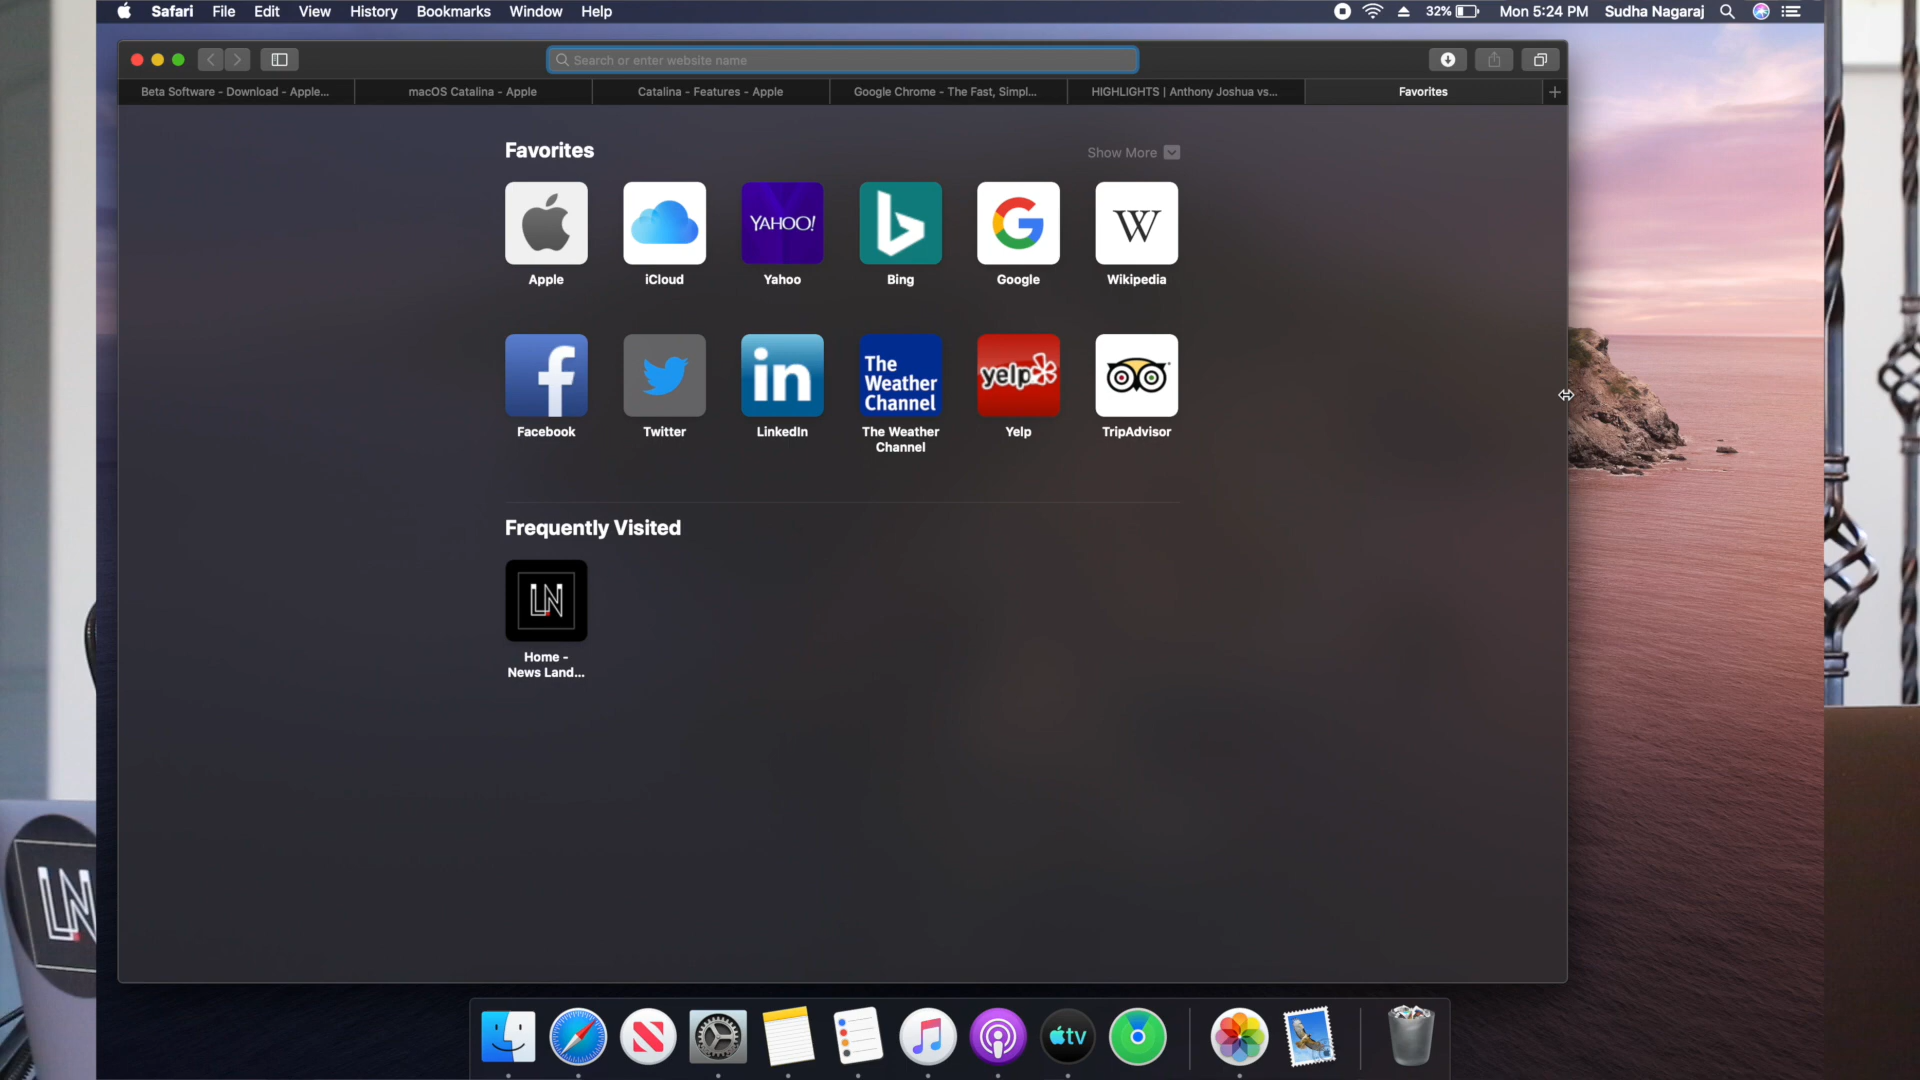 Safari File Edit View History Bookmarks Window Help 32% Mon 5:24 PM Sudha Nagaraj
Search or enter website name
Beta Software - Download - Apple... macOS Catalina - Apple Catalina - Features - Apple Google Chrome - The Fast, Simpl... HIGHLIGHTS | Anthony Joshua vs... Favorites
Favorites Show More
YAHOO!
W
Apple iCloud Yahoo Bing Google Wikipedia
in
The
Weather
Channel
yelp
Facebook Twitter LinkedIn The Weather
Channel
Yelp TripAdvisor
Frequently Visited
LN
Home -
News Land...
LN
tv